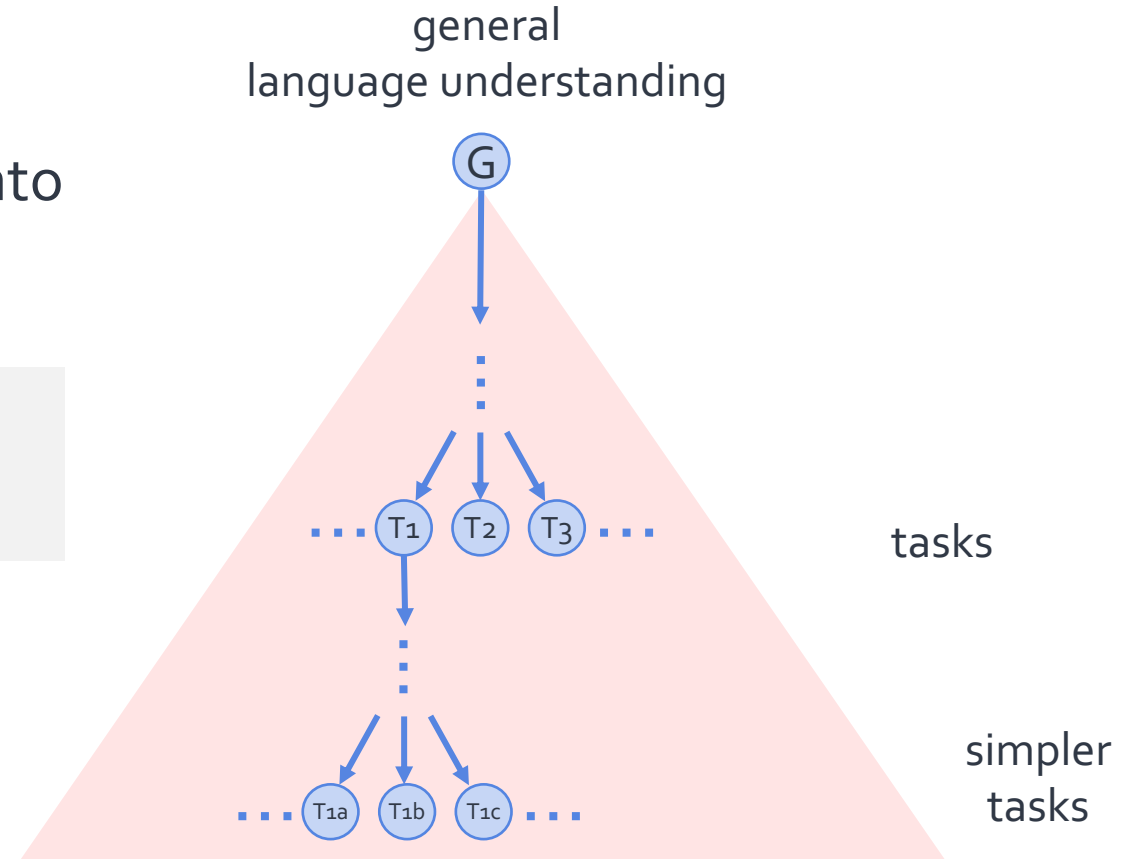 general
language understanding
G
T1 T2 T3
tasks
T1a T1b T1c
simpler
tasks